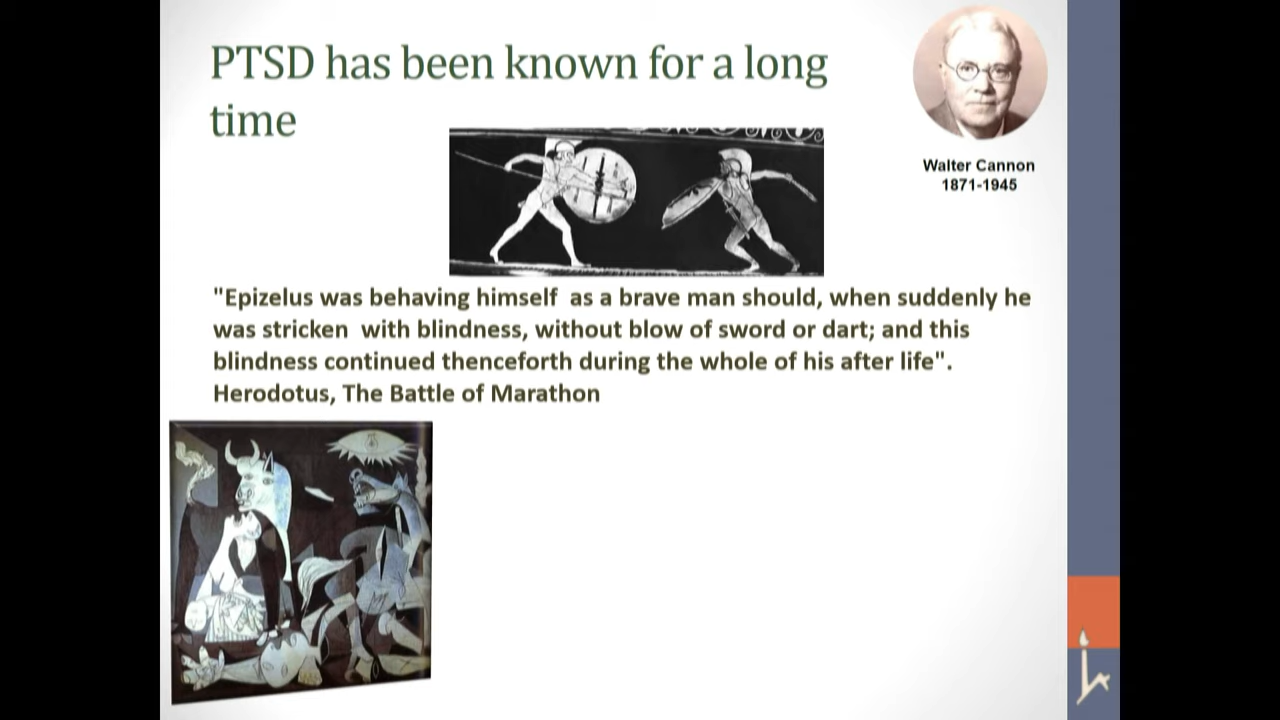 PTSD has been known for a long
time
Walter Cannon
1871-1945
"Epizelus was behaving himself  as a brave man should, when suddenly he
was stricken  with blindness, without blow of sword or dart; and this
blindness continued thenceforth during the whole of his after life".
Herodotus, The Battle of Marathon